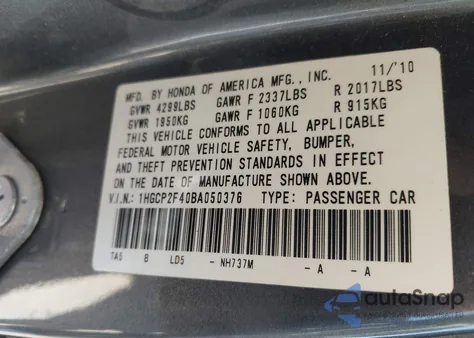 MFD. BY HONDA OF AMERICA MFG., INC. 11/'10
GVWR 4299LBS GAWR F 2337LBS R 2017LBS
GVWR 1950KG GAWR F 1060KG R 915KG
THIS VEHICLE CONFORMS TO ALL APPLICABLE
FEDERAL MOTOR VEHICLE SAFETY, BUMPER,
AND THEFT PREVENTION STANDARDS IN EFFECT
ON THE DATE OF MANUFACTURE SHOWN ABOVE.
V.I.N.: 1HGCP2F40BA050376 TYPE: PASSENGER CAR
TA5 B LD5 - NH737M - A - A
autoSnap